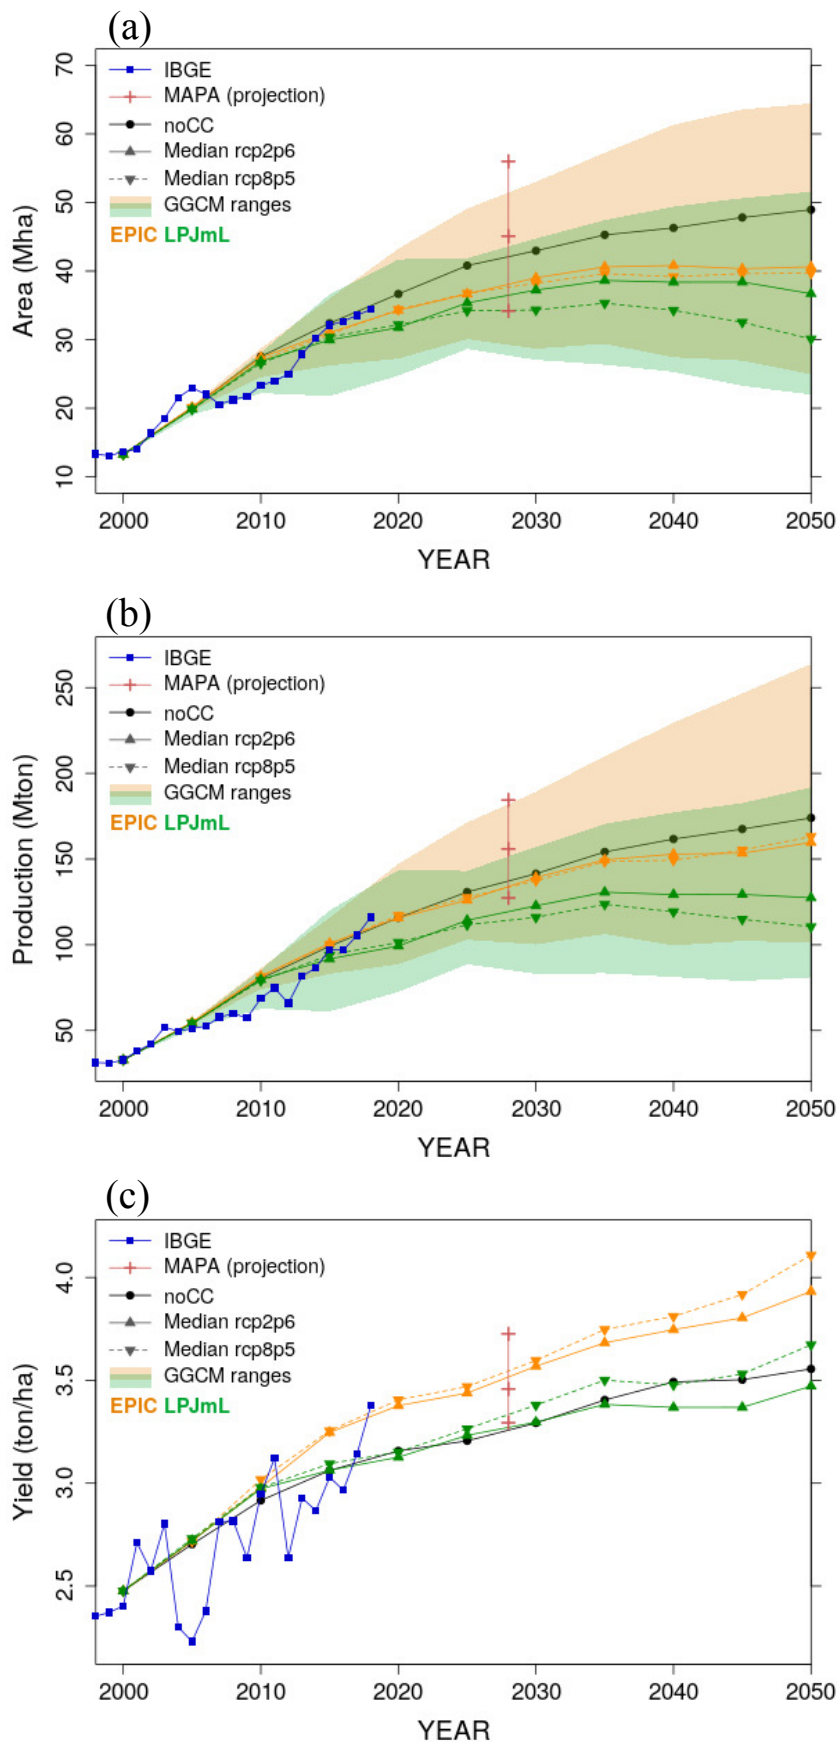 (a)
Area (Mha)
70
60
50
40
30
20
10
IBGE
MAPA (projection)
noCC
Median rcp2p6
Median rcp8p5
GGCM ranges
EPIC LPJmL
2000 2010 2020 2030 2040 2050
YEAR
(b)
Production (Mton)
250
200
150
100
50
IBGE
MAPA (projection)
noCC
Median rcp2p6
Median rcp8p5
GGCM ranges
EPIC LPJmL
2000 2010 2020 2030 2040 2050
YEAR
(c)
Yield (ton/ha)
4.0
3.5
3.0
2.5
IBGE
MAPA (projection)
noCC
Median rcp2p6
Median rcp8p5
GGCM ranges
EPIC LPJmL
2000 2010 2020 2030 2040 2050
YEAR